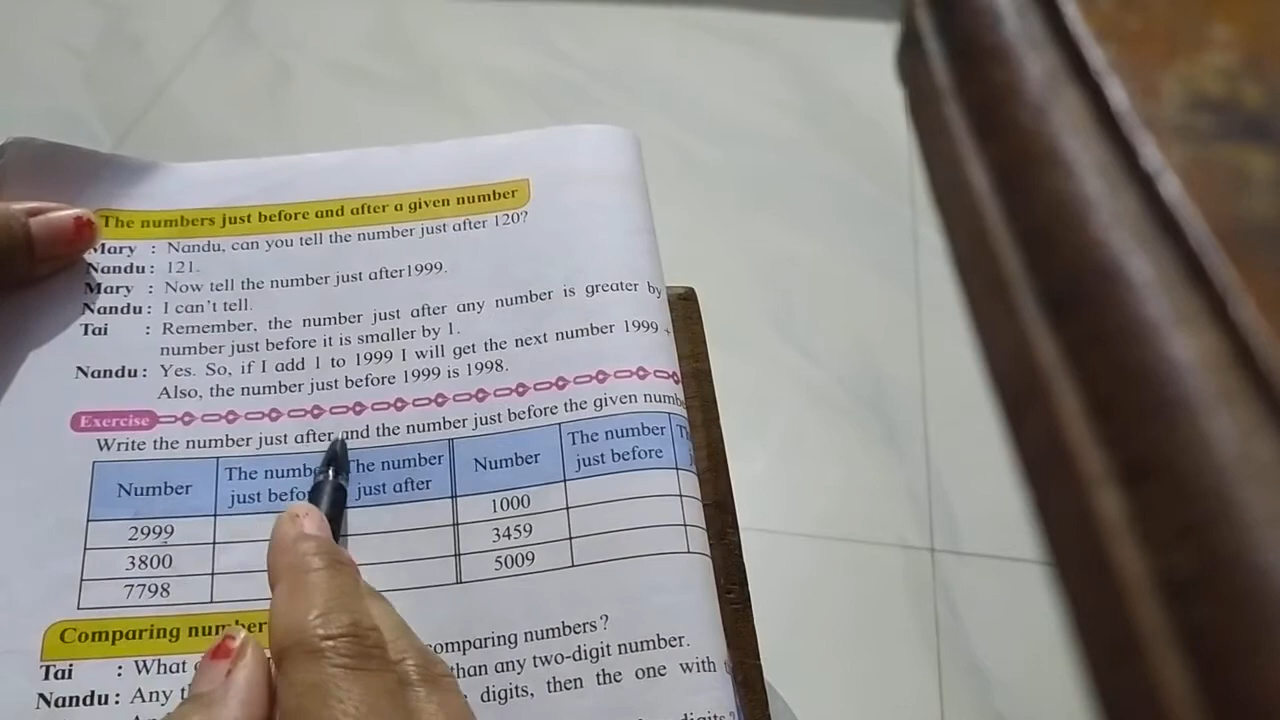 The numbers just before and after a given number
Mary : Nandu, can you tell the number just after 120?
Nandu : 121.
Mary : Now tell the number just after1999.
Nandu : I can't tell.
Tai : Remember, the number just after any number is greater by
number just before it is smaller by 1.
Nandu : Yes. So, if I add 1 to 1999 I will get the next number 1999 +
Also, the number just before 1999 is 1998.
Exercise
Write the number just after and the number just before the given
Number The number just before The number just after Number The number just before
2999 1000
3800 3459
7798 5009
Comparing number
Tai : What comparing numbers?
Nandu : Any than any two-digit number.
digits, then the one with